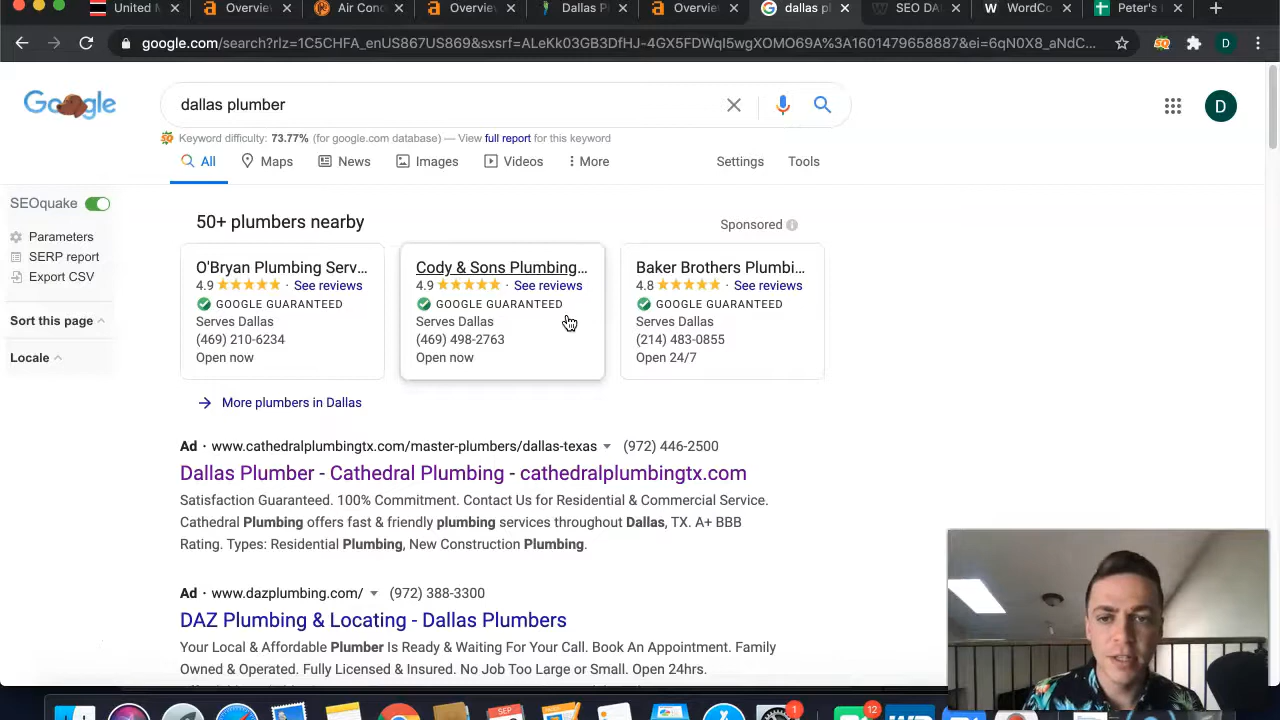 United M
Overvie
Air Conc
Overvie
Dallas Pl
Overvie
dallas pl
SEO DAL
WordCo
Peter's
google.com/search?rlz=1C5CHFA_enUS867US869&sxsrf=ALeKk03GB3DfHJ-4GX5FDWqI5wgXOMO69A%3A1601479658887&ei=6qN0X8_aNdC...
D
Google
dallas plumber
D
Keyword difficulty: 73.77% (for google.com database) — View full report for this keyword
All Maps News Images Videos More Settings Tools
SEOquake
Parameters
SERP report
Export CSV
Sort this page
Locale
50+ plumbers nearby
Sponsored
O'Bryan Plumbing Serv...
4.9 · See reviews
GOOGLE GUARANTEED
Serves Dallas
(469) 210-6234
Open now
Cody & Sons Plumbing...
4.9 · See reviews
GOOGLE GUARANTEED
Serves Dallas
(469) 498-2763
Open now
Baker Brothers Plumbi...
4.8 · See reviews
GOOGLE GUARANTEED
Serves Dallas
(214) 483-0855
Open 24/7
More plumbers in Dallas
Ad · www.cathedralplumbingtx.com/master-plumbers/dallas-texas (972) 446-2500
Dallas Plumber - Cathedral Plumbing - cathedralplumbingtx.com
Satisfaction Guaranteed. 100% Commitment. Contact Us for Residential & Commercial Service.
Cathedral Plumbing offers fast & friendly plumbing services throughout Dallas, TX. A+ BBB
Rating. Types: Residential Plumbing, New Construction Plumbing.
Ad · www.dazplumbing.com/ (972) 388-3300
DAZ Plumbing & Locating - Dallas Plumbers
Your Local & Affordable Plumber Is Ready & Waiting For Your Call. Book An Appointment. Family
Owned & Operated. Fully Licensed & Insured. No Job Too Large or Small. Open 24hrs.
SEP
1
12